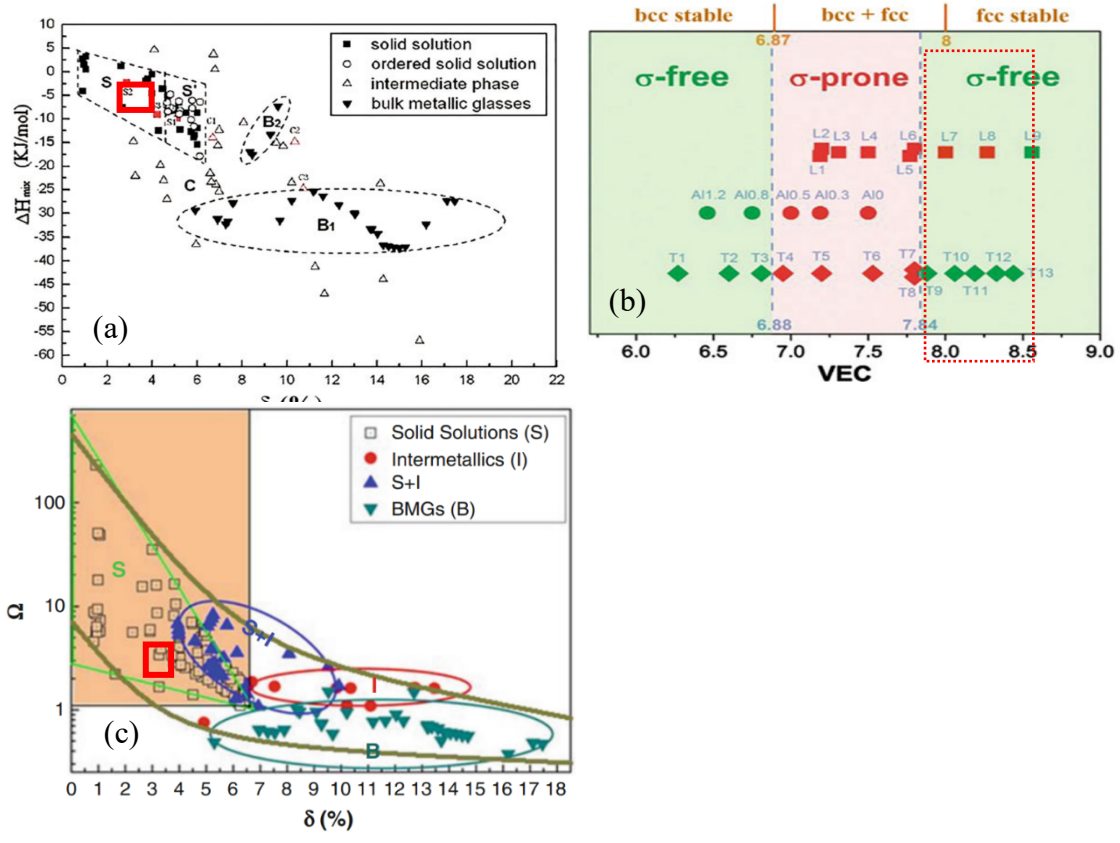 10
5
0
-5
-10
-15
-20
-25
-30
-35
-40
-45
-50
-55
-60
ΔHmix (KJ/mol)
solid solution
ordered solid solution
intermediate phase
bulk metallic glasses
S
S'
S2
S3
S1
C1
B2
C2
C
C3
B1
(a)
0 2 4 6 8 10 12 14 16 18 20 22
bcc stable bcc + fcc fcc stable
6.87 8
σ-free σ-prone σ-free
L2 L3 L4 L6 L7 L8 L9
L1 L5
Al1.2 Al0.8 Al0.5 Al0.3 Al0
T1 T2 T3 T4 T5 T6 T7 T10 T12
T8 T9 T11 T13
(b)
6.88 7.84
6.0 6.5 7.0 7.5 8.0 8.5 9.0
VEC
Solid Solutions (S)
Intermetallics (I)
S+I
BMGs (B)
100
10
1
Ω
S
S+I
I
B
(c)
0 1 2 3 4 5 6 7 8 9 10 11 12 13 14 15 16 17 18
δ (%)